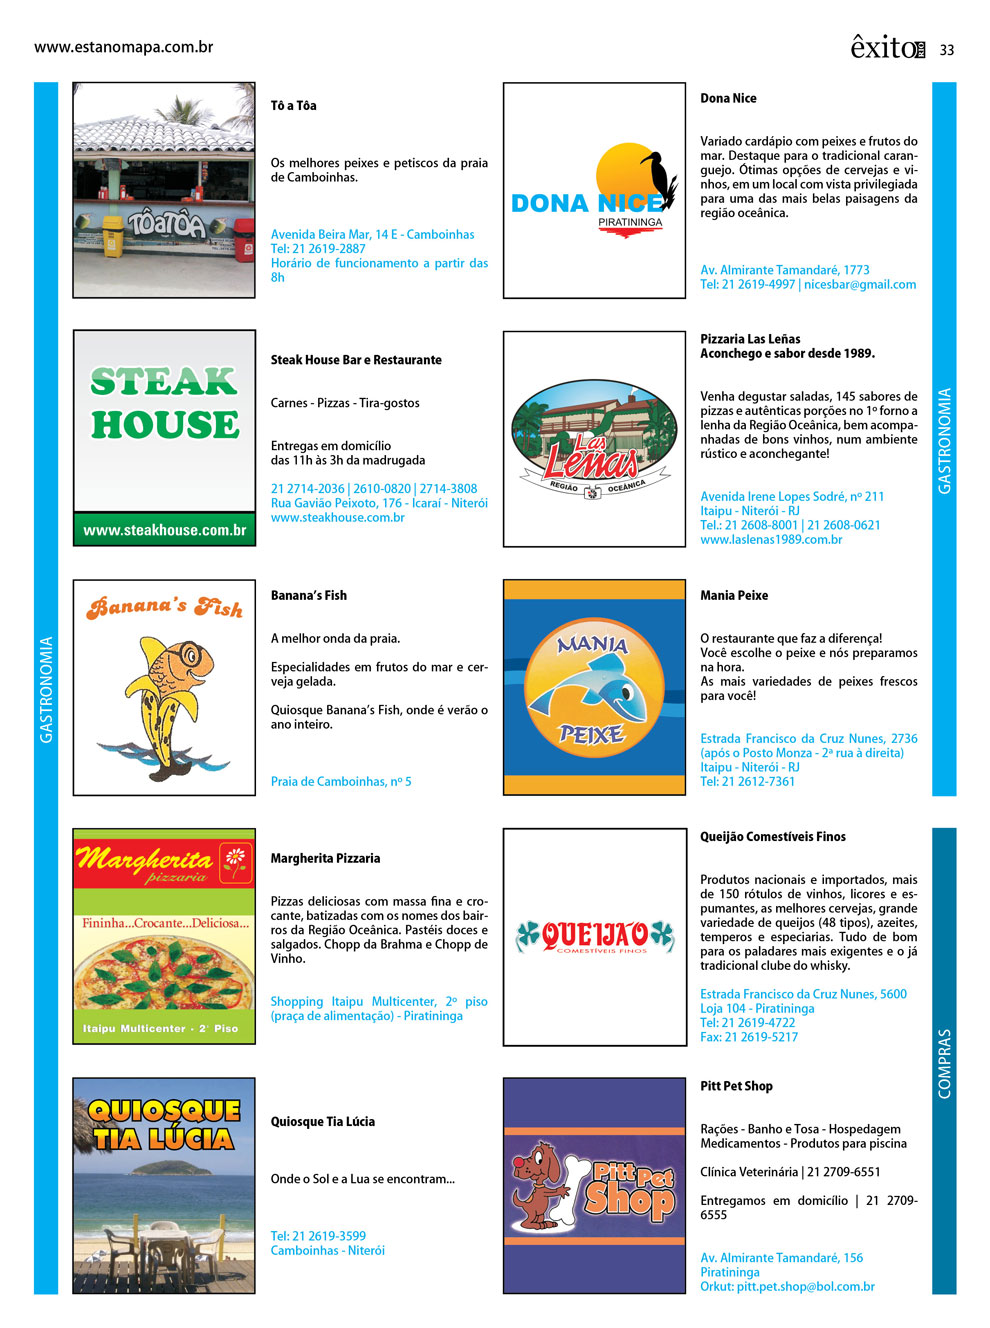 www.estanomapa.com.br
êxito
RIO
33
GASTRONOMIA
TÔaTÔA
Tô a Tôa
Os melhores peixes e petiscos da praia
de Camboinhas.
Avenida Beira Mar, 14 E - Camboinhas
Tel: 21 2619-2887
Horário de funcionamento a partir das
8h
STEAK
HOUSE
www.steakhouse.com.br
Steak House Bar e Restaurante
Carnes - Pizzas - Tira-gostos
Entregas em domicílio
das 11h às 3h da madrugada
21 2714-2036 | 2610-0820 | 2714-3808
Rua Gavião Peixoto, 176 - Icaraí - Niterói
www.steakhouse.com.br
Banana's Fish
Banana's Fish
A melhor onda da praia.
Especialidades em frutos do mar e cer-
veja gelada.
Quiosque Banana's Fish, onde é verão o
ano inteiro.
Praia de Camboinhas, nº 5
Margherita
pizzaria
Fininha...Crocante...Deliciosa...
Itaipu Multicenter - 2° Piso
Margherita Pizzaria
Pizzas deliciosas com massa fina e cro-
cante, batizadas com os nomes dos bair-
ros da Região Oceânica. Pastéis doces e
salgados. Chopp da Brahma e Chopp de
Vinho.
Shopping Itaipu Multicenter, 2º piso
(praça de alimentação) - Piratininga
QUIOSQUE
TIA LÚCIA
Quiosque Tia Lúcia
Onde o Sol e a Lua se encontram...
Tel: 21 2619-3599
Camboinhas - Niterói
DONA NICE
PIRATININGA
Dona Nice
Variado cardápio com peixes e frutos do
mar. Destaque para o tradicional caran-
guejo. Ótimas opções de cervejas e vi-
nhos, em um local com vista privilegiada
para uma das mais belas paisagens da
região oceânica.
Av. Almirante Tamandaré, 1773
Tel: 21 2619-4997 | nicesbar@gmail.com
Las
Leñas
REGIÃO OCEÂNICA
Pizzaria Las Leñas
Aconchego e sabor desde 1989.
Venha degustar saladas, 145 sabores de
pizzas e autênticas porções no 1º forno a
lenha da Região Oceânica, bem acompa-
nhadas de bons vinhos, num ambiente
rústico e aconchegante!
Avenida Irene Lopes Sodré, nº 211
Itaipu - Niterói - RJ
Tel.: 21 2608-8001 | 21 2608-0621
www.laslenas1989.com.br
MANIA
PEIXE
Mania Peixe
O restaurante que faz a diferença!
Você escolhe o peixe e nós preparamos
na hora.
As mais variedades de peixes frescos
para você!
Estrada Francisco da Cruz Nunes, 2736
(após o Posto Monza - 2ª rua à direita)
Itaipu - Niterói - RJ
Tel: 21 2612-7361
GASTRONOMIA
QUEIJÃO
COMESTÍVEIS FINOS
Queijão Comestíveis Finos
Produtos nacionais e importados, mais
de 150 rótulos de vinhos, licores e es-
pumantes, as melhores cervejas, grande
variedade de queijos (48 tipos), azeites,
temperos e especiarias. Tudo de bom
para os paladares mais exigentes e o já
tradicional clube do whisky.
Estrada Francisco da Cruz Nunes, 5600
Loja 104 - Piratininga
Tel: 21 2619-4722
Fax: 21 2619-5217
Pitt Pet
Shop
Pitt Pet Shop
Rações - Banho e Tosa - Hospedagem
Medicamentos - Produtos para piscina
Clínica Veterinária | 21 2709-6551
Entregamos em domicílio | 21 2709-
6555
Av. Almirante Tamandaré, 156
Piratininga
Orkut: pitt.pet.shop@bol.com.br
COMPRAS